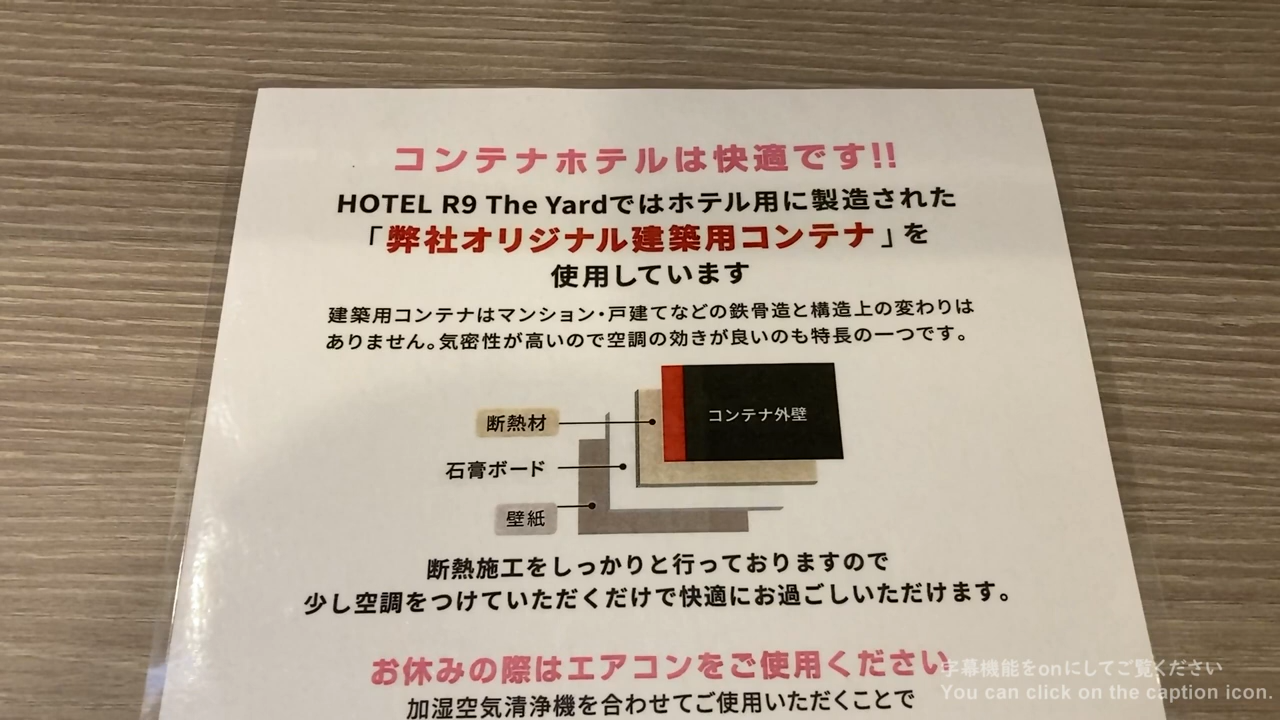 コンテナホテルは快適です!!
HOTEL R9 The Yardではホテル用に製造された
「弊社オリジナル建築用コンテナ」を
使用しています
建築用コンテナはマンション・戸建てなどの鉄骨造と構造上の変わりは
ありません。気密性が高いので空調の効きが良いのも特長の一つです。
コンテナ外壁
断熱材
石膏ボード
壁紙
断熱施工をしっかりと行っておりますので
少し空調をつけていただくだけで快適にお過ごしいただけます。
お休みの際はエアコンをご使用ください
加湿空気清浄機を合わせてご使用いただくことで
字幕機能をonにしてご覧ください
You can click on the caption icon.